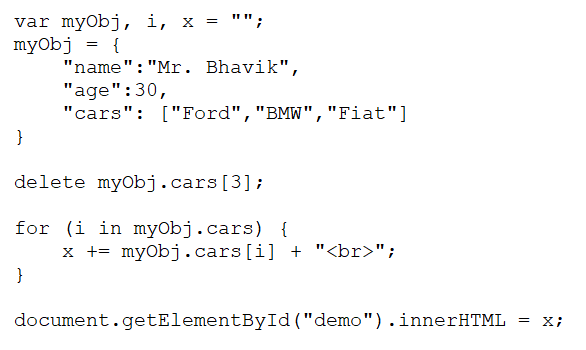 var myObj, i, x = "";
myObj = {
    "name":"Mr. Bhavik",
    "age":30,
    "cars": ["Ford","BMW","Fiat"]
}

delete myObj.cars[3];

for (i in myObj.cars) {
    x += myObj.cars[i] + "<br>";
}

document.getElementById("demo").innerHTML = x;